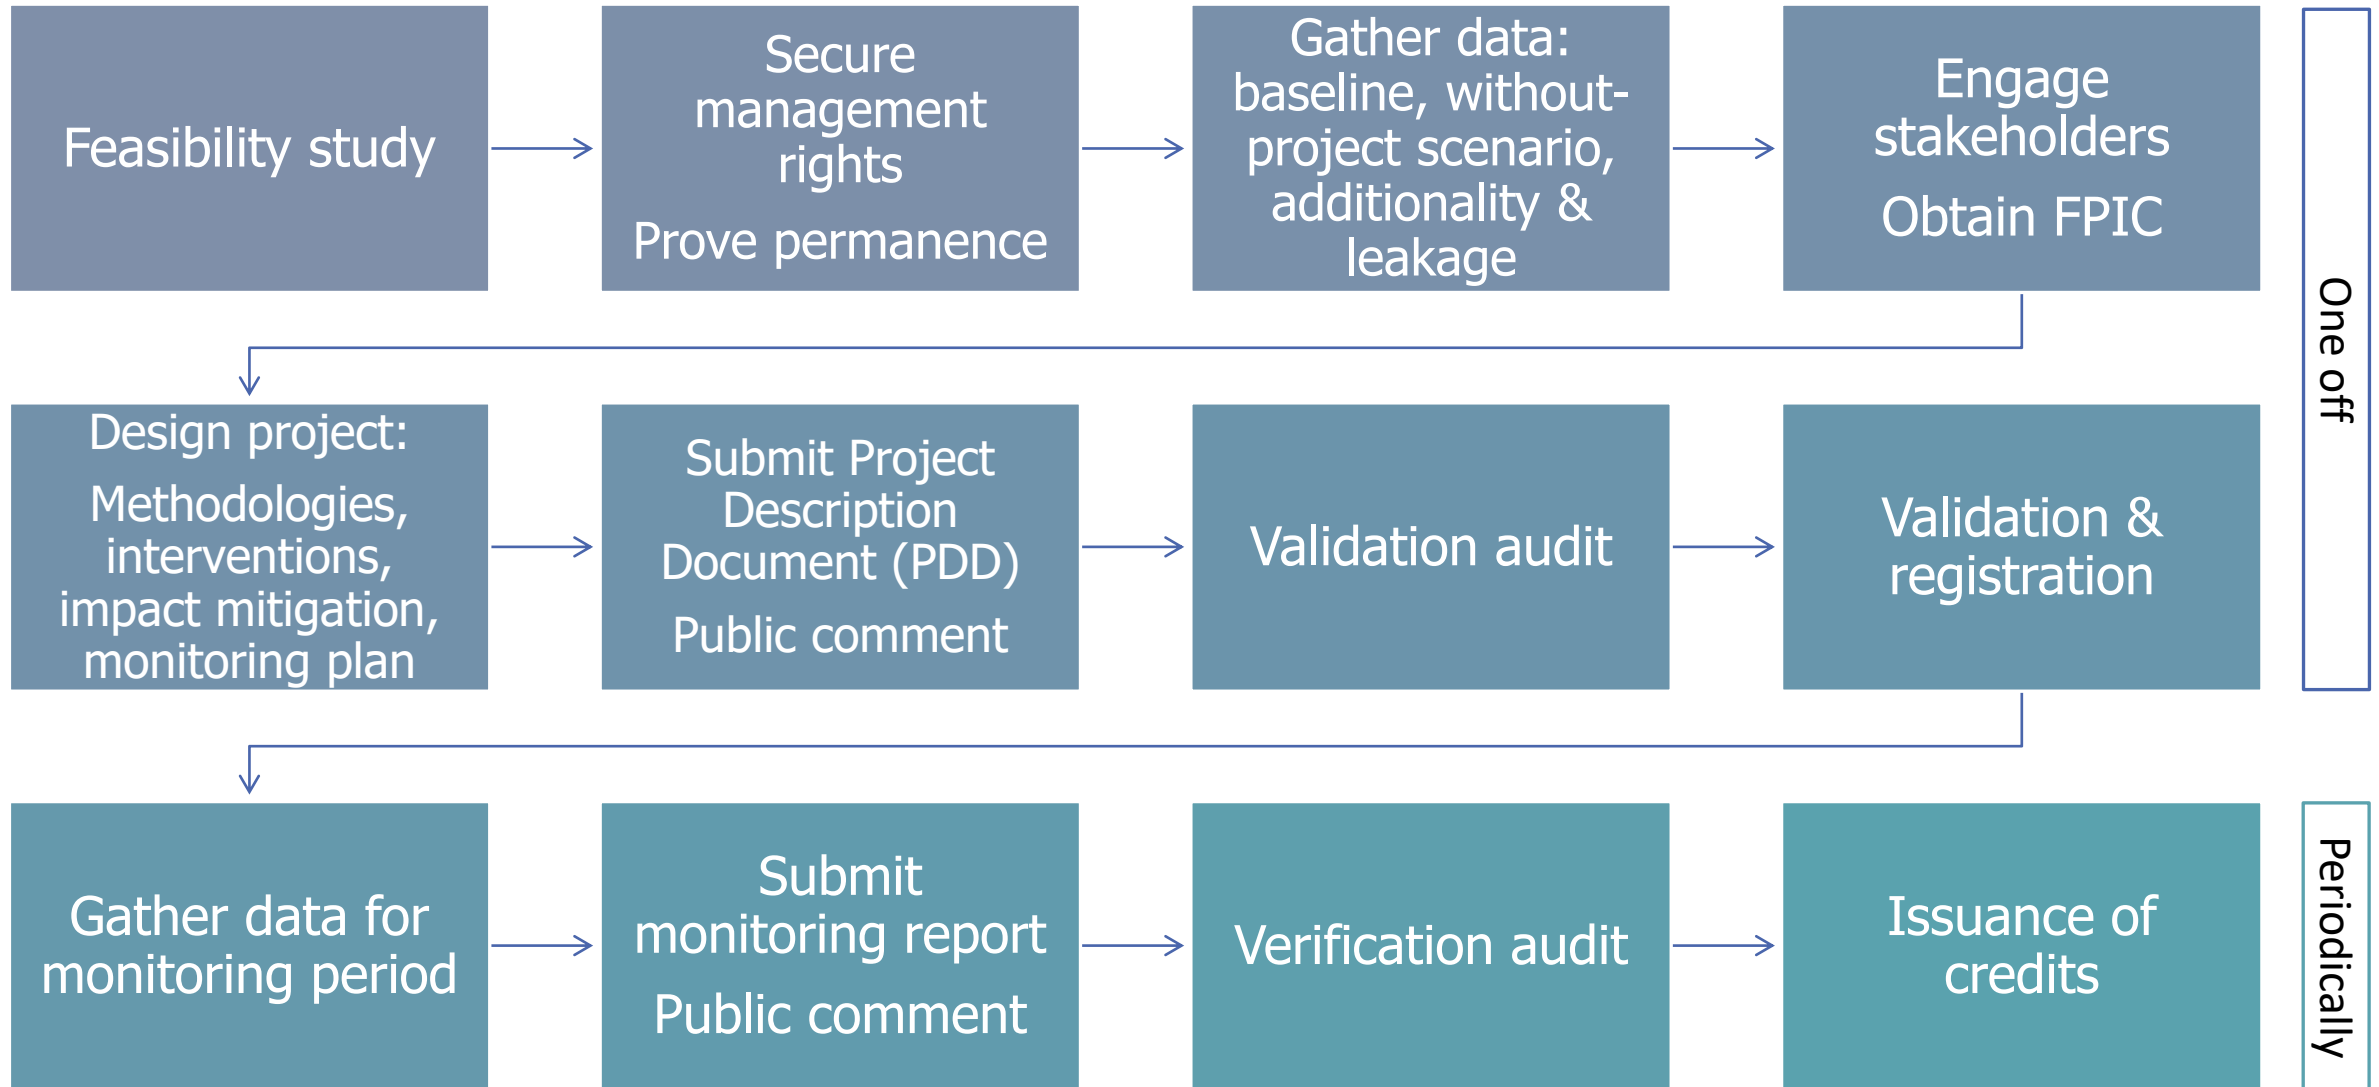 Feasibility study
Secure
management
rights
Prove permanence
Gather data:
baseline, without-
project scenario,
additionality &
leakage
Engage
stakeholders
Obtain FPIC
One off
Design project:
Methodologies,
interventions,
impact mitigation,
monitoring plan
Submit Project
Description
Document (PDD)
Public comment
Validation audit
Validation &
registration
Gather data for
monitoring period
Submit
monitoring report
Public comment
Verification audit
Issuance of
credits
Periodically